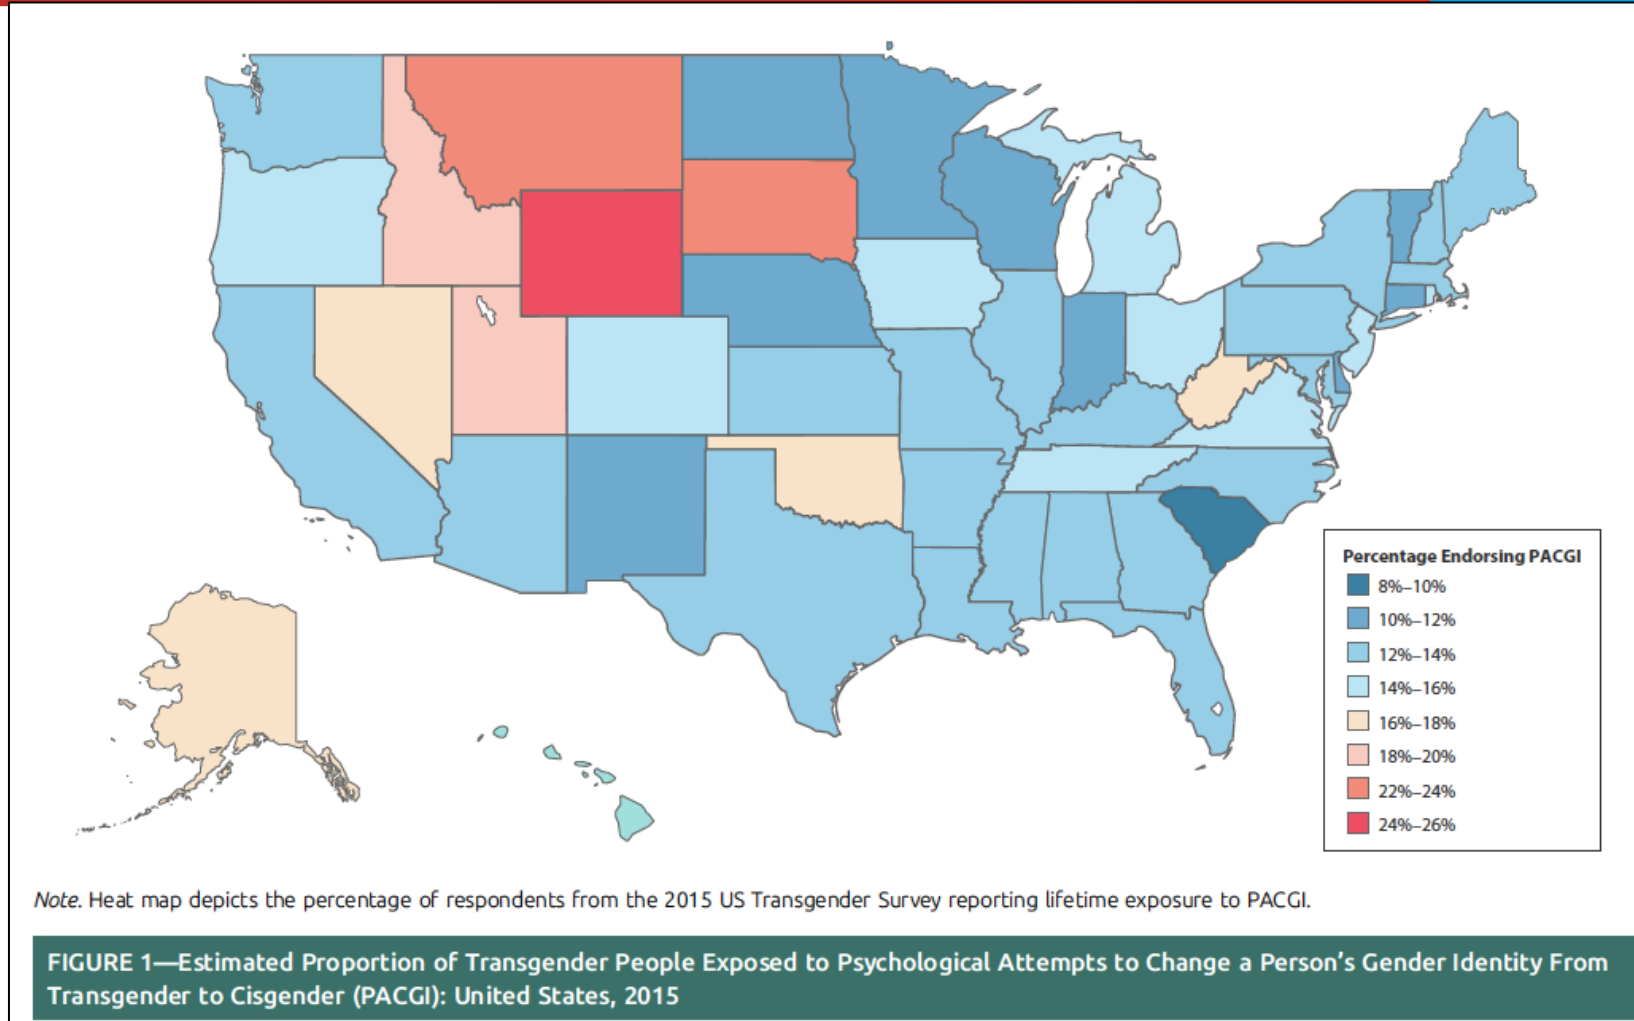 Percentage Endorsing PACGI
8%–10%
10%–12%
12%–14%
14%–16%
16%–18%
18%–20%
22%–24%
24%–26%
Note. Heat map depicts the percentage of respondents from the 2015 US Transgender Survey reporting lifetime exposure to PACGI.
FIGURE 1—Estimated Proportion of Transgender People Exposed to Psychological Attempts to Change a Person’s Gender Identity From
Transgender to Cisgender (PACGI): United States, 2015